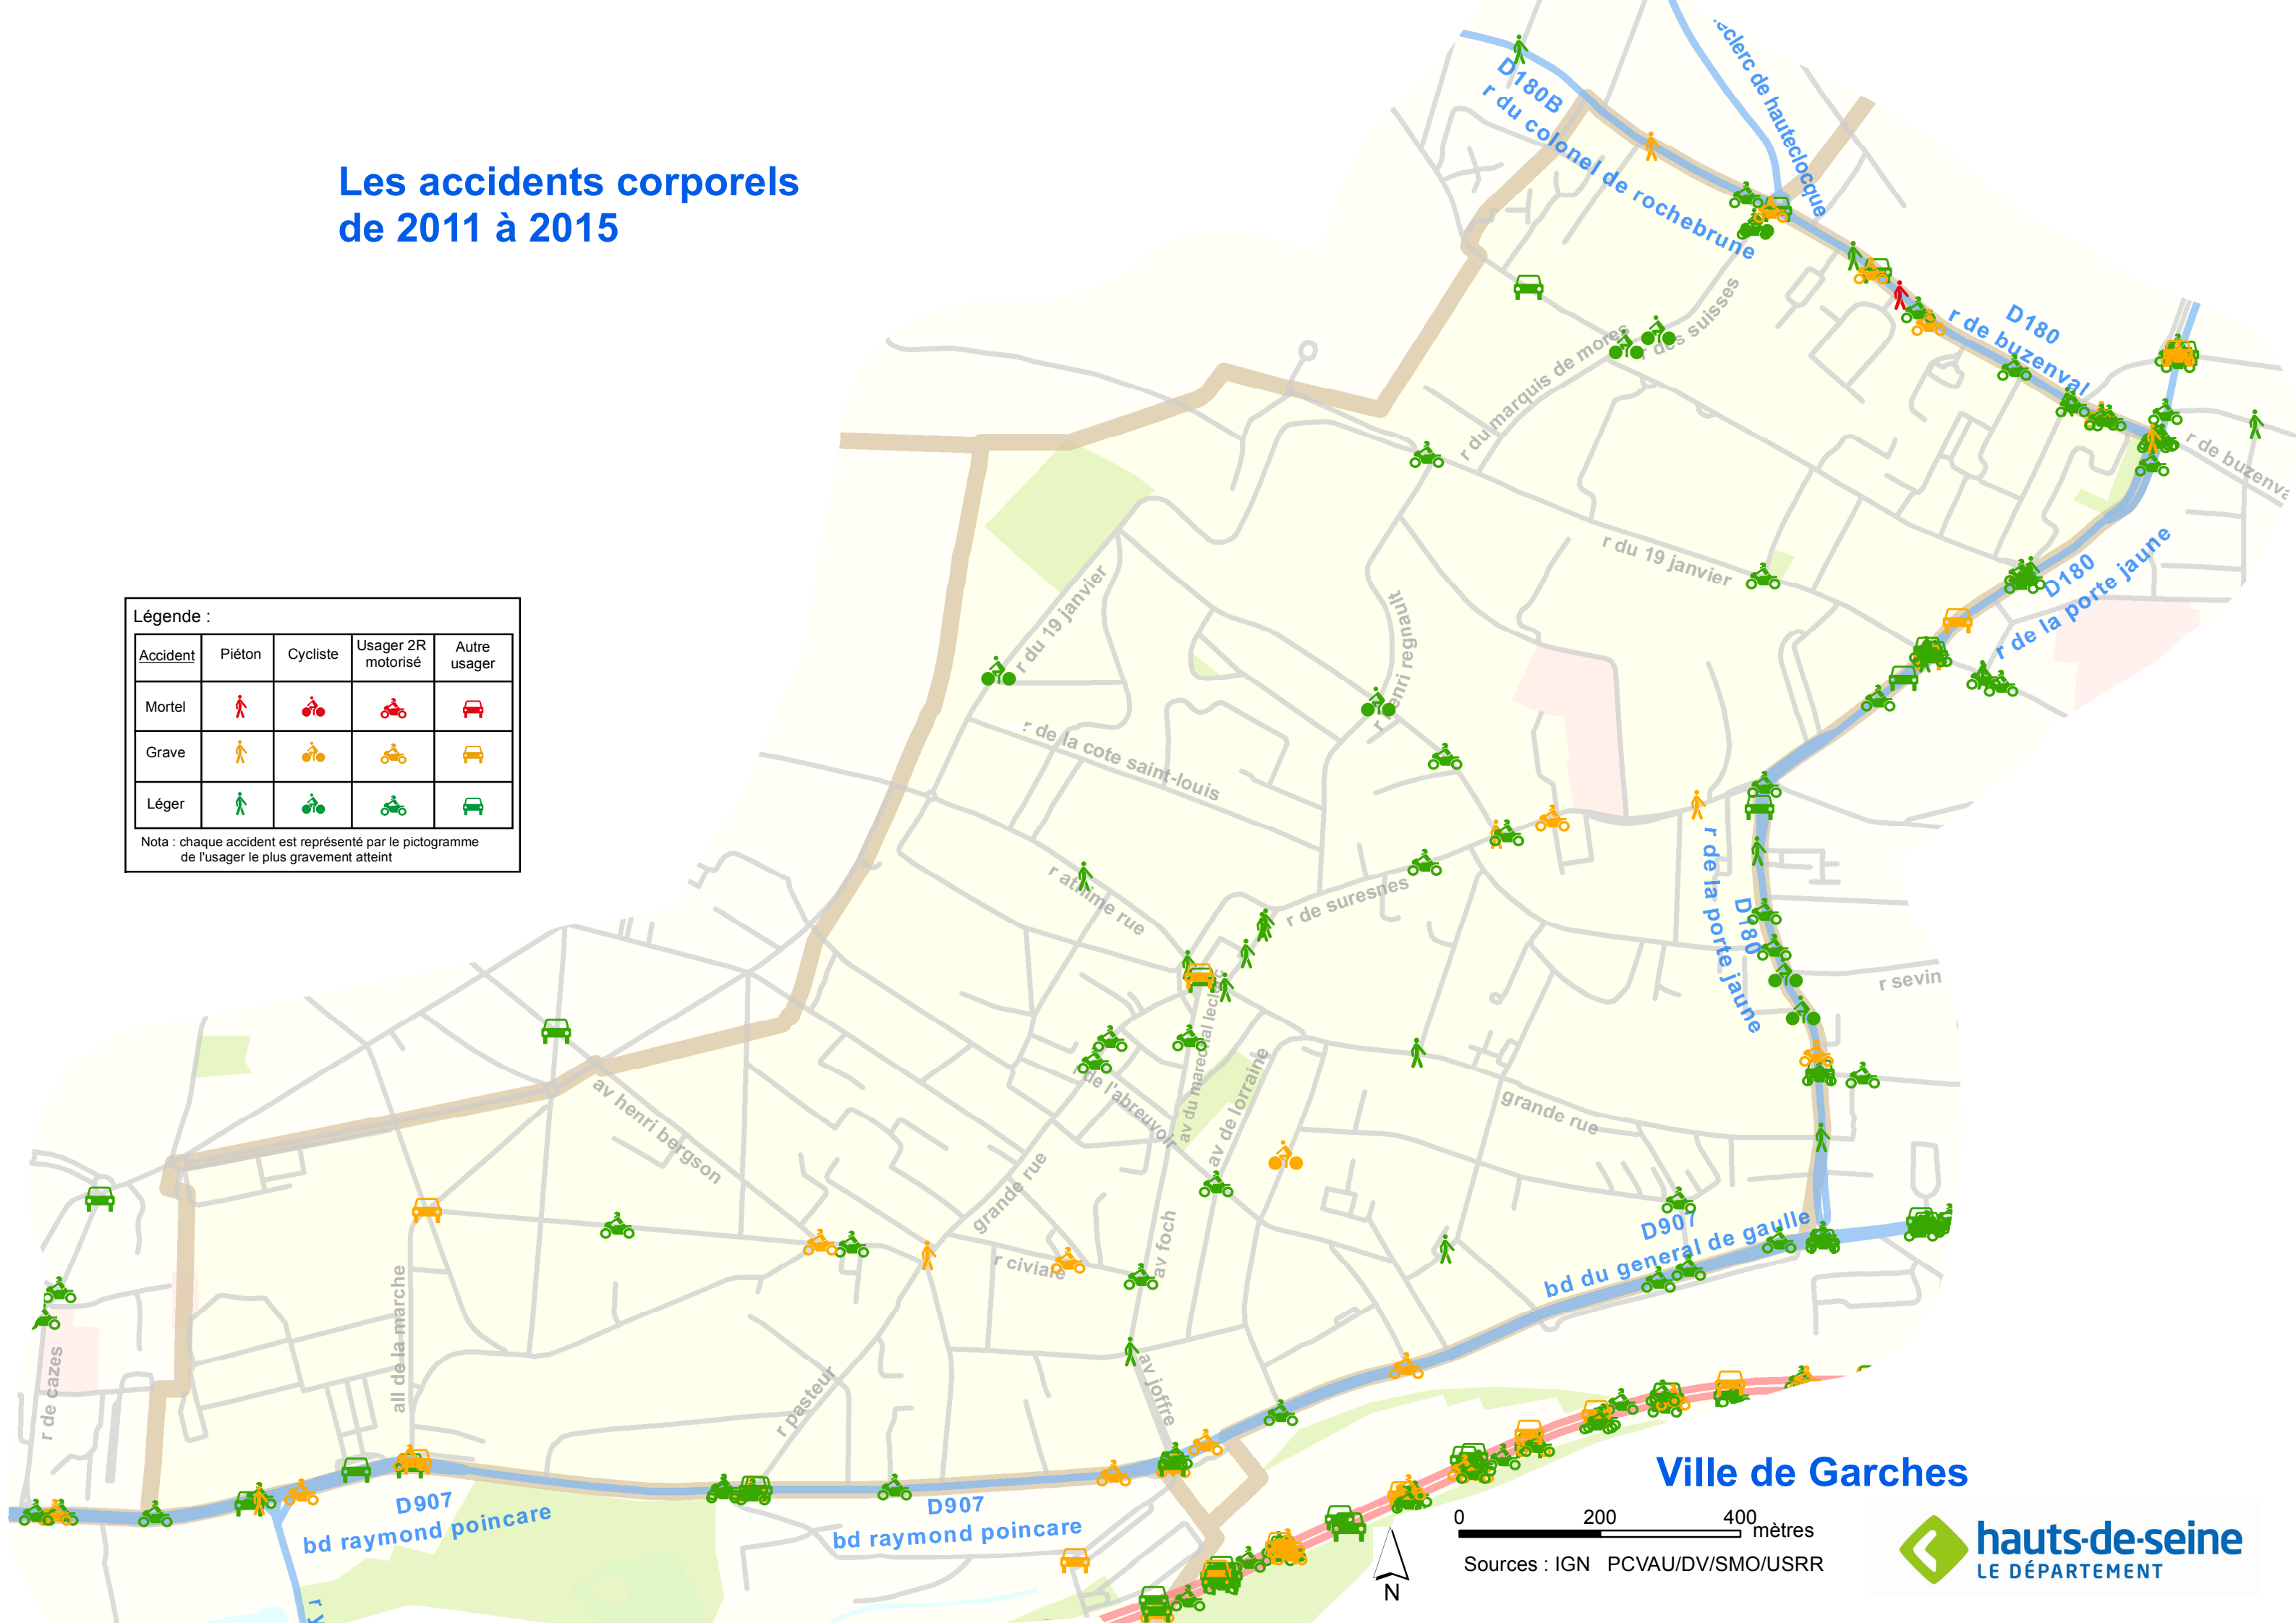 Les accidents corporels
de 2011 à 2015
D180B
r du colonel de rochebrune
de hauteclocque
D180
r de buzenval
r des suisses
r du marquis de mores
r de
r du 19 janvier
D180
r de la porte jaune
r henri regnault
r du 19 janvier
r de la cote saint-louis
Légende :
Accident
Piéton
Cycliste
Usager 2R
motorisé
Autre
usager
Mortel
Grave
Léger
Nota : chaque accident est représenté par le pictogramme
de l'usager le plus gravement atteint
r athime rue
r de suresnes
r de la porte jaune
D180
r sevin
av du marechal leclerc
r de l'abreuvoir
av de lorraine
grande rue
av henri bergson
grande rue
r civiale
av foch
D907
bd du general de gaulle
all de la marche
r de cazes
r pasteur
av joffre
D907
bd raymond poincare
D907
bd raymond poincare
Ville de Garches
0 200 400 mètres
Sources : IGN PCVAU/DV/SMO/USRR
N
hauts-de-seine
LE DÉPARTEMENT